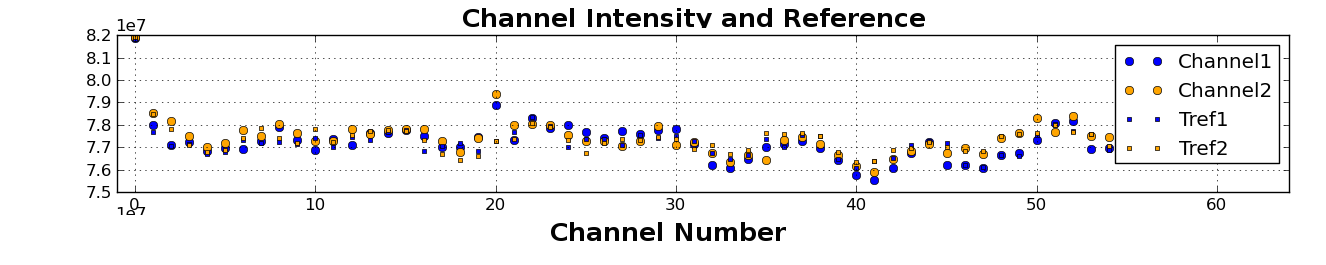 Channel Intensity and Reference
1e7
8.2
8.1
8.0
7.9
7.8
7.7
7.6
7.5
Channel1
Channel2
Tref1
Tref2
0 10 20 30 40 50 60
1e7
Channel Number